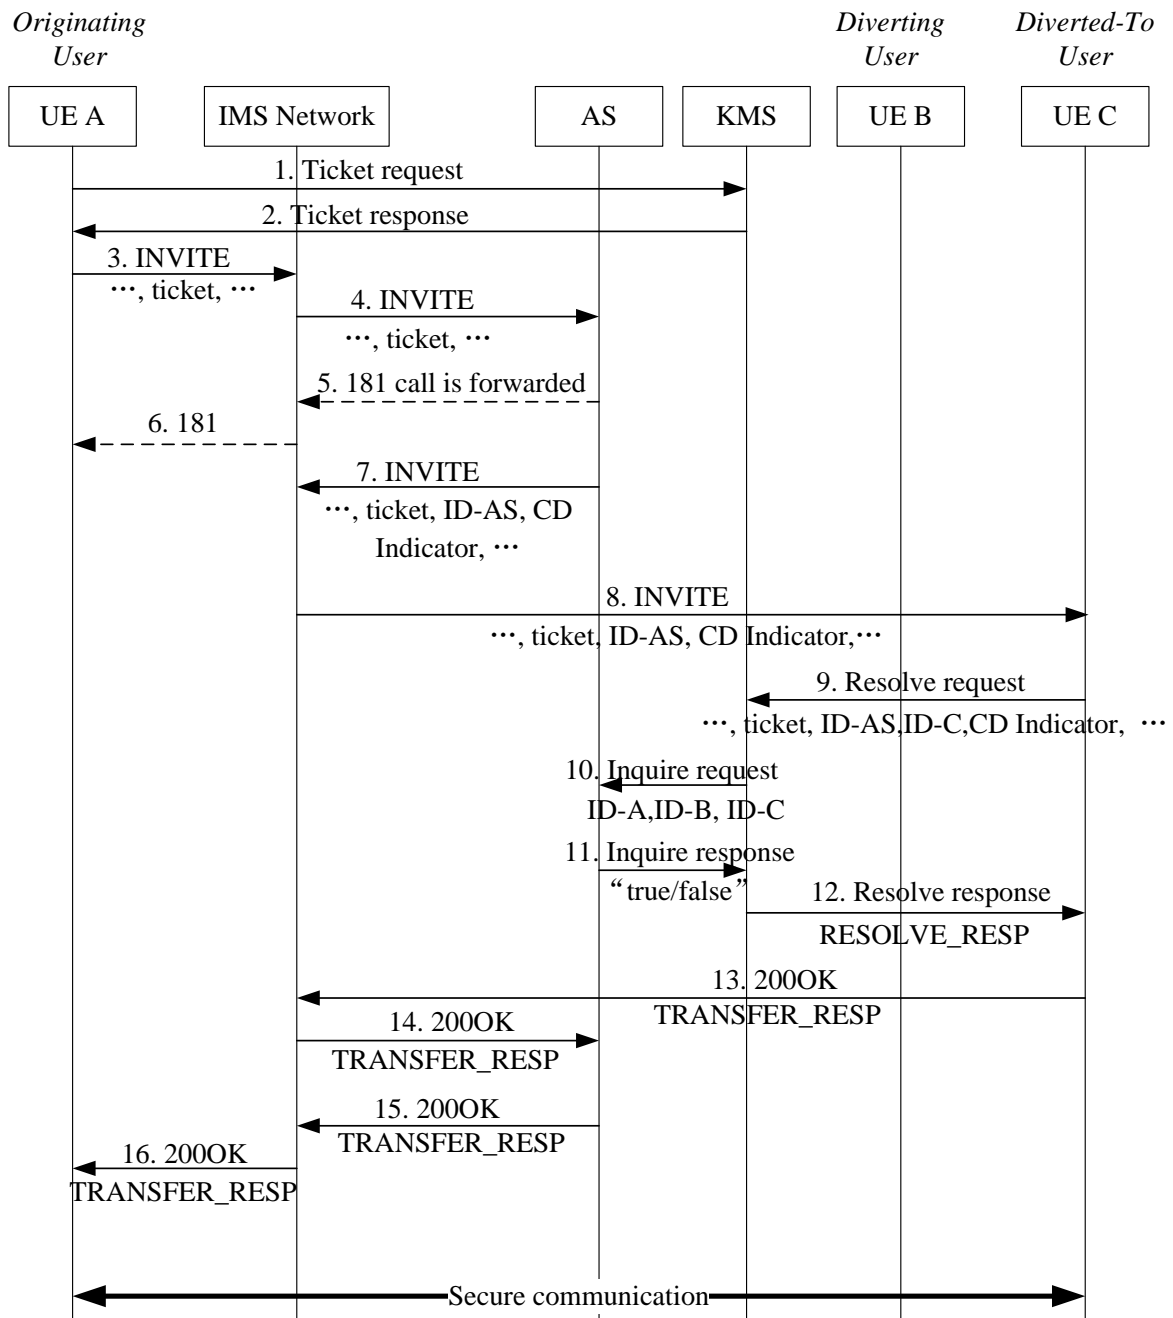 Originating
User
Diverting
User
Diverted-To
User
UE A
IMS Network
AS
KMS
UE B
UE C
1. Ticket request
2. Ticket response
3. INVITE
…, ticket, …
4. INVITE
…, ticket, …
5. 181 call is forwarded
6. 181
7. INVITE
…, ticket, ID-AS, CD
Indicator, …
8. INVITE
…, ticket, ID-AS, CD Indicator,…
9. Resolve request
…, ticket, ID-AS,ID-C,CD Indicator, …
10. Inquire request
ID-A,ID-B, ID-C
11. Inquire response
“true/false”
12. Resolve response
RESOLVE_RESP
13. 200OK
TRANSFER_RESP
14. 200OK
TRANSFER_RESP
15. 200OK
TRANSFER_RESP
16. 200OK
TRANSFER_RESP
Secure communication